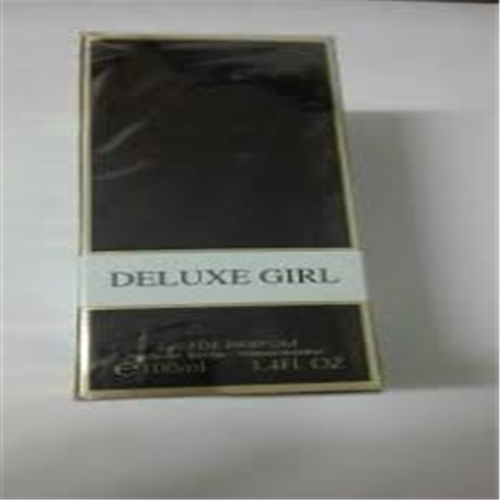 DELUXE GIRL
EAU DE PARFUM
℮100ml 3.4FL OZ